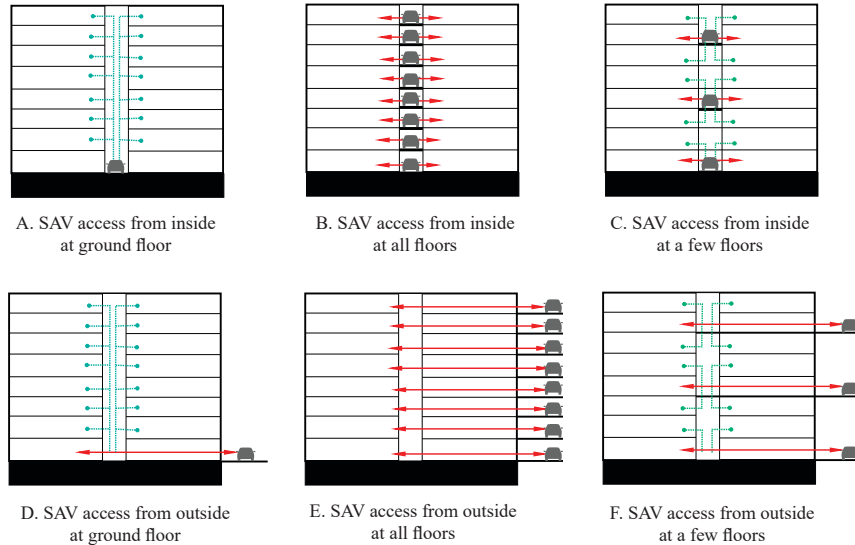 A. SAV access from inside
at ground floor
B. SAV access from inside
at all floors
C. SAV access from inside
at a few floors
D. SAV access from outside
at ground floor
E. SAV access from outside
at all floors
F. SAV access from outside
at a few floors